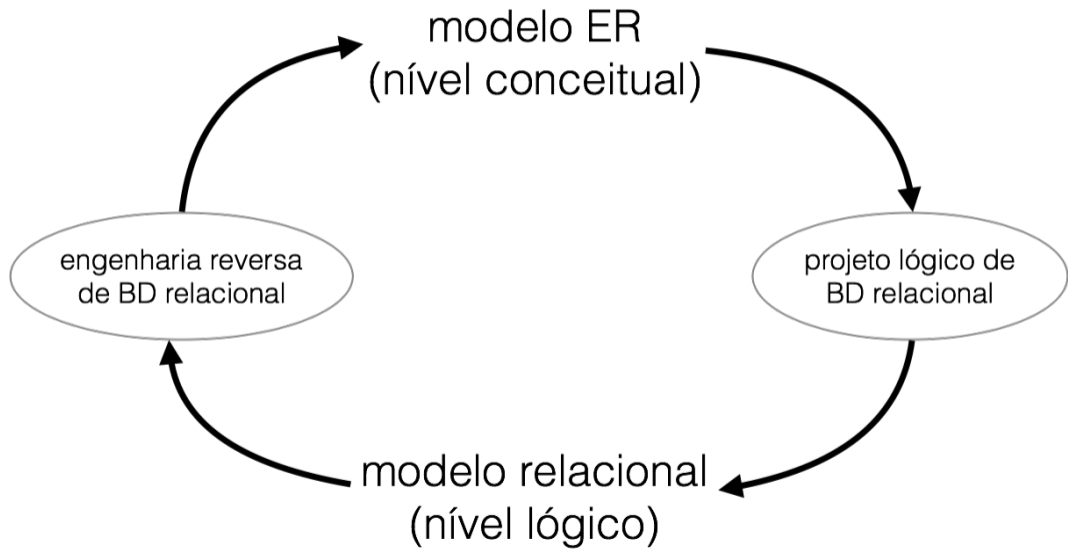 modelo ER
(nível conceitual)
engenharia reversa
de BD relacional
projeto lógico de
BD relacional
modelo relacional
(nível lógico)